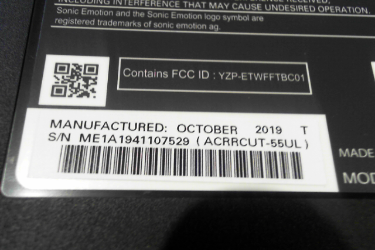 INCLUDING INTERFERENCE THAT MAY CAUSE UNDESIRED OPERATION.
Sonic Emotion and the Sonic Emotion logo symbol are
registered trademarks of sonic emotion ag.
Contains FCC ID : YZP-ETWFFTBC01
MANUFACTURED: OCTOBER 2019 T
S/N ME1A1941107529 (ACRRCUT-55UL)
MADE
MOD